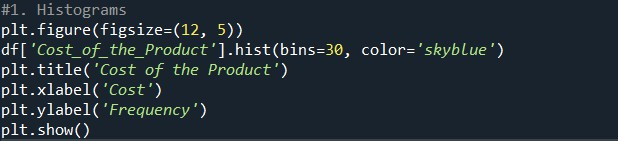 #1. Histograms
plt.figure(figsize=(12, 5))
df['Cost_of_the_Product'].hist(bins=30, color='skyblue')
plt.title('Cost of the Product')
plt.xlabel('Cost')
plt.ylabel('Frequency')
plt.show()